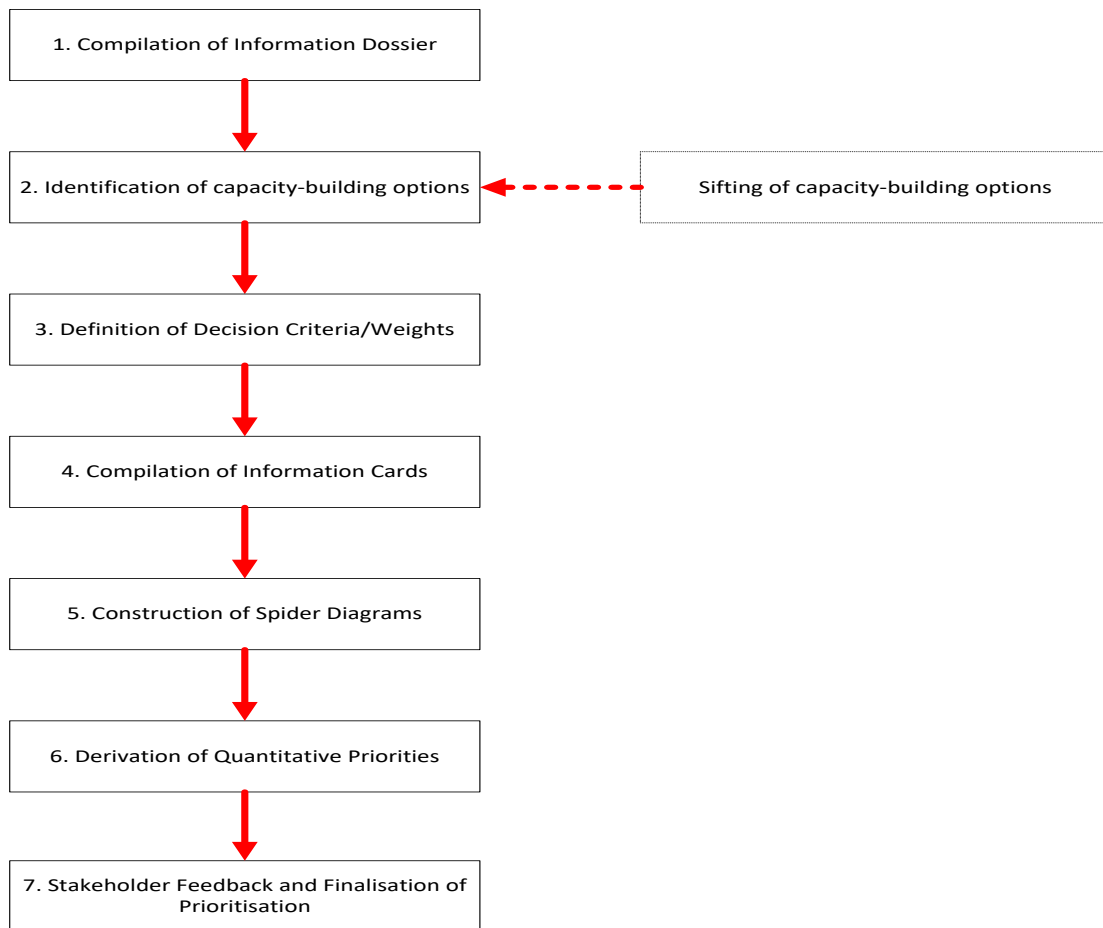 1. Compilation of Information Dossier
2. Identification of capacity-building options
Sifting of capacity-building options
3. Definition of Decision Criteria/Weights
4. Compilation of Information Cards
5. Construction of Spider Diagrams
6. Derivation of Quantitative Priorities
7. Stakeholder Feedback and Finalisation of
Prioritisation